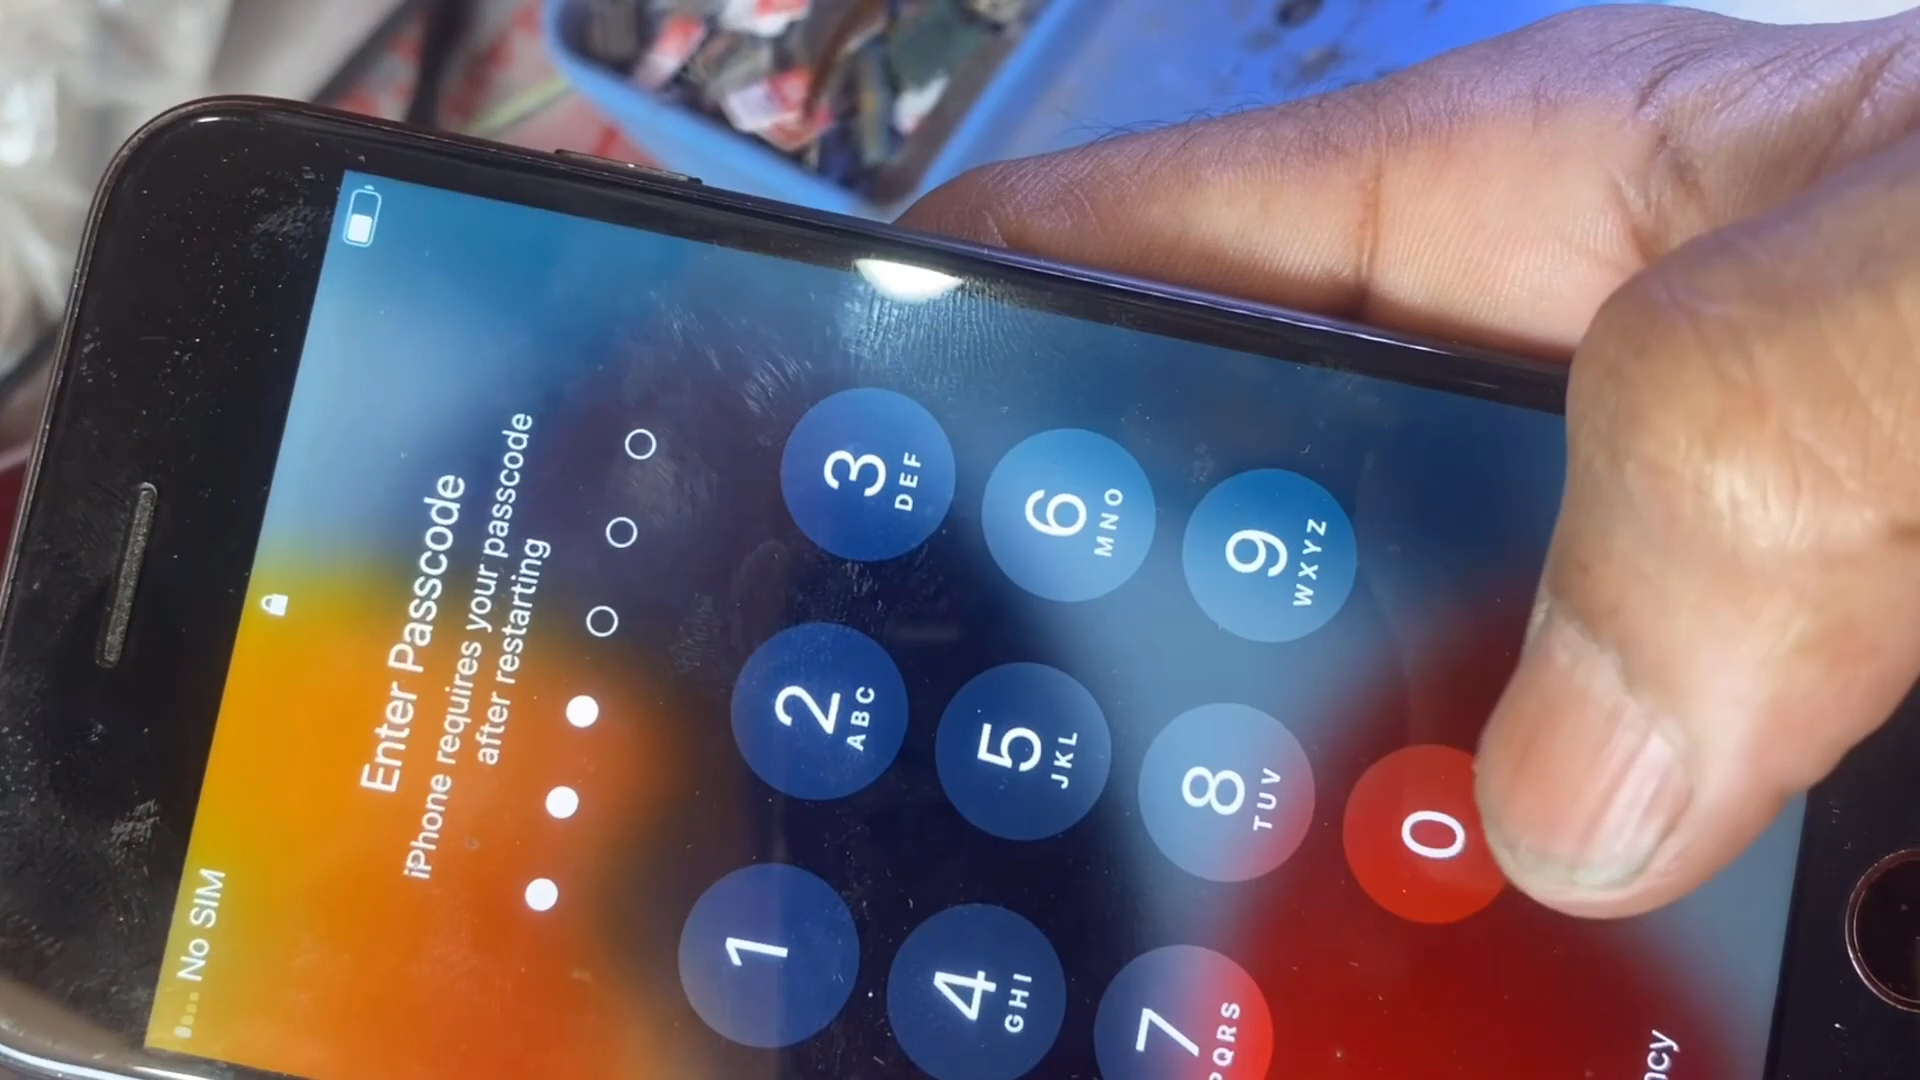 No SIM
Enter Passcode
iPhone requires your passcode
after restarting
1
2
ABC
3
DEF
4
GHI
5
JKL
6
MNO
7
PQRS
8
TUV
9
WXYZ
0